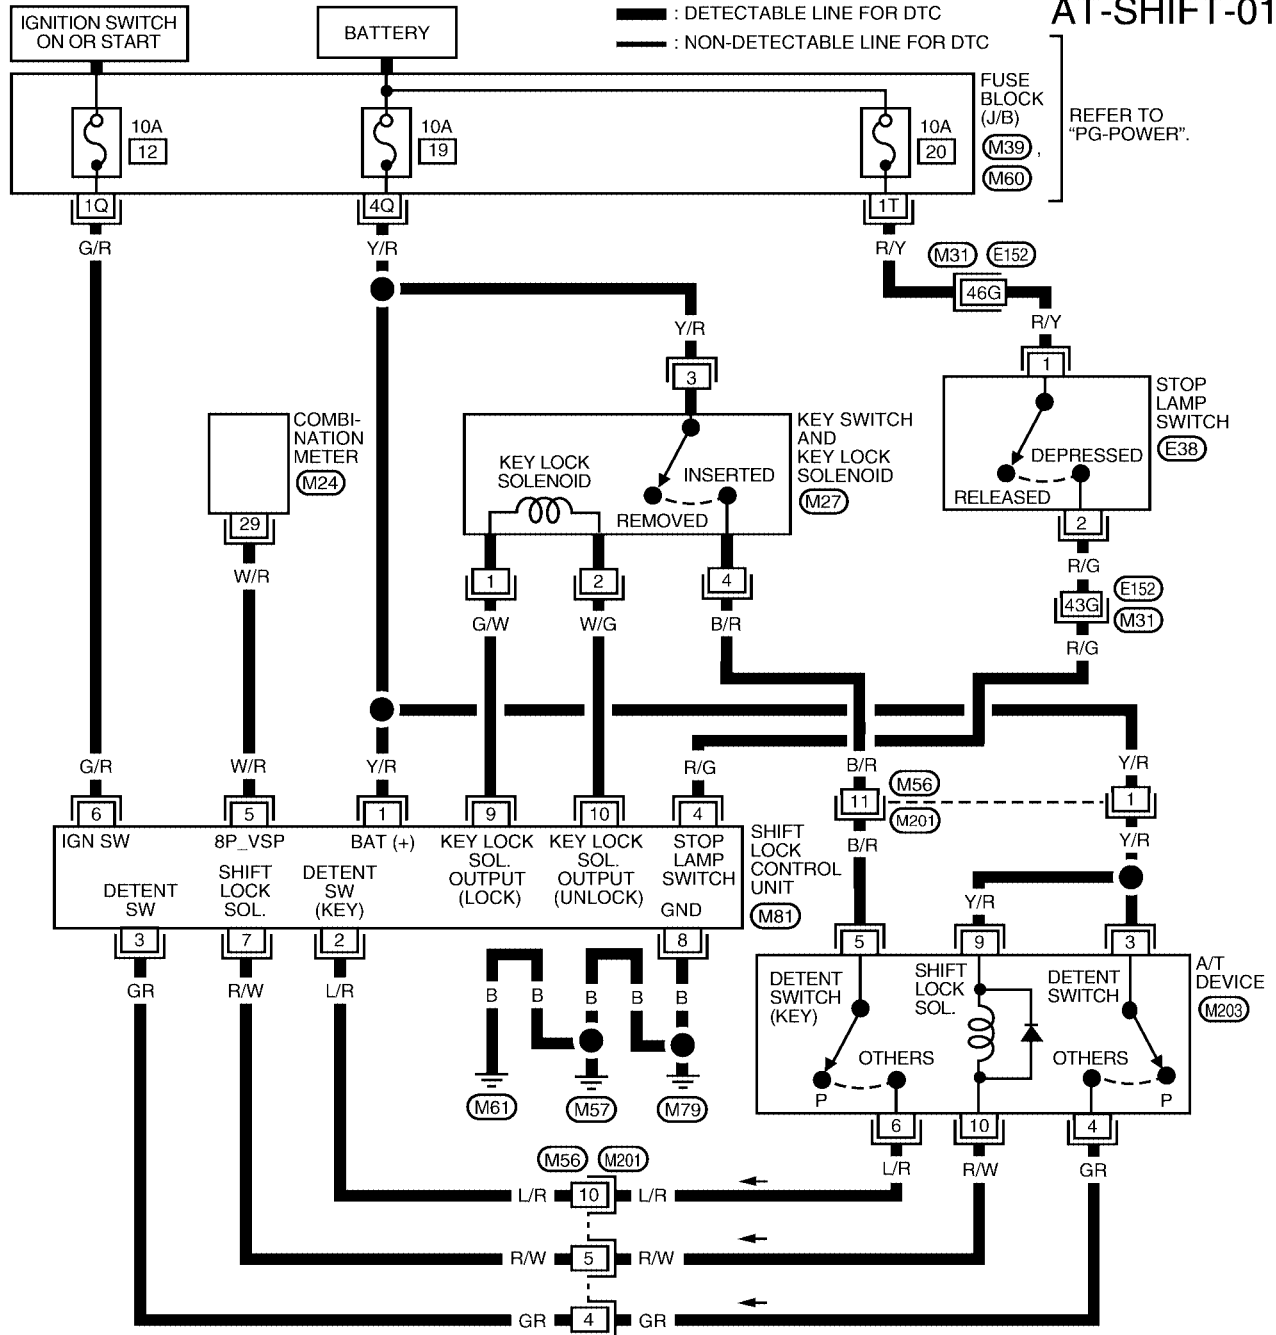 AT-SHIFT-01
IGNITION SWITCH
ON OR START
BATTERY
: DETECTABLE LINE FOR DTC
: NON-DETECTABLE LINE FOR DTC
10A
12
10A
19
10A
20
FUSE
BLOCK
(J/B)
M39 ,
M60
REFER TO
"PG-POWER".
1Q
4Q
1T
G/R
Y/R
R/Y
M31 E152
46G
R/Y
Y/R
3
1
STOP
LAMP
SWITCH
E38
DEPRESSED
RELEASED
2
COMBI-
NATION
METER
M24
29
W/R
KEY LOCK
SOLENOID
INSERTED
REMOVED
KEY SWITCH
AND
KEY LOCK
SOLENOID
M27
1 2 4
G/W W/G B/R
R/G
43G
E152
M31
R/G
G/R W/R Y/R R/G B/R Y/R
6 5 1 9 10 4
11
M56
M201
1
B/R
Y/R
IGN SW
8P_VSP
BAT (+)
KEY LOCK
SOL.
OUTPUT
(LOCK)
KEY LOCK
SOL.
OUTPUT
(UNLOCK)
STOP
LAMP
SWITCH
DETENT
SW
SHIFT
LOCK
SOL.
DETENT
SW
(KEY)
GND
SHIFT
LOCK
CONTROL
UNIT
M81
Y/R
3 7 2 8
5 9 3
GR R/W L/R B B B B B
M61 M57 M79
DETENT
SWITCH
(KEY)
SHIFT
LOCK
SOL.
DETENT
SWITCH
A/T
DEVICE
M203
OTHERS
P
OTHERS
P
6 10 4
L/R R/W GR
M56 M201
L/R 10 L/R
R/W 5 R/W
GR 4 GR